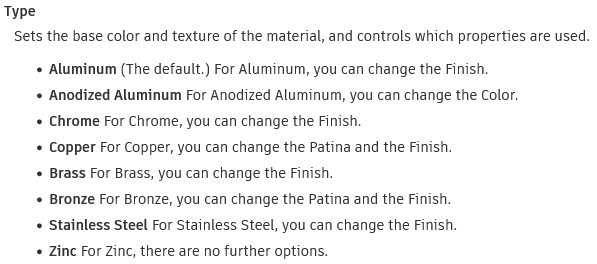 Type
Sets the base color and texture of the material, and controls which properties are used.
• Aluminum (The default.) For Aluminum, you can change the Finish.
• Anodized Aluminum For Anodized Aluminum, you can change the Color.
• Chrome For Chrome, you can change the Finish.
• Copper For Copper, you can change the Patina and the Finish.
• Brass For Brass, you can change the Finish.
• Bronze For Bronze, you can change the Patina and the Finish.
• Stainless Steel For Stainless Steel, you can change the Finish.
• Zinc For Zinc, there are no further options.